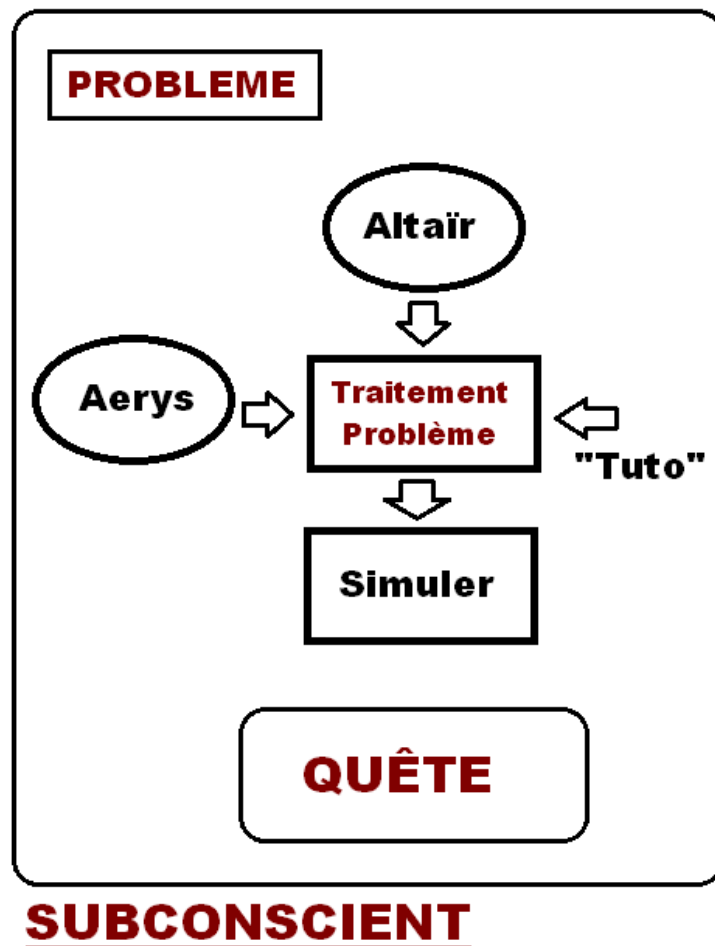 PROBLEME
Altaïr
Aerys
Traitement
Problème
"Tuto"
Simuler
QUÊTE
SUBCONSCIENT